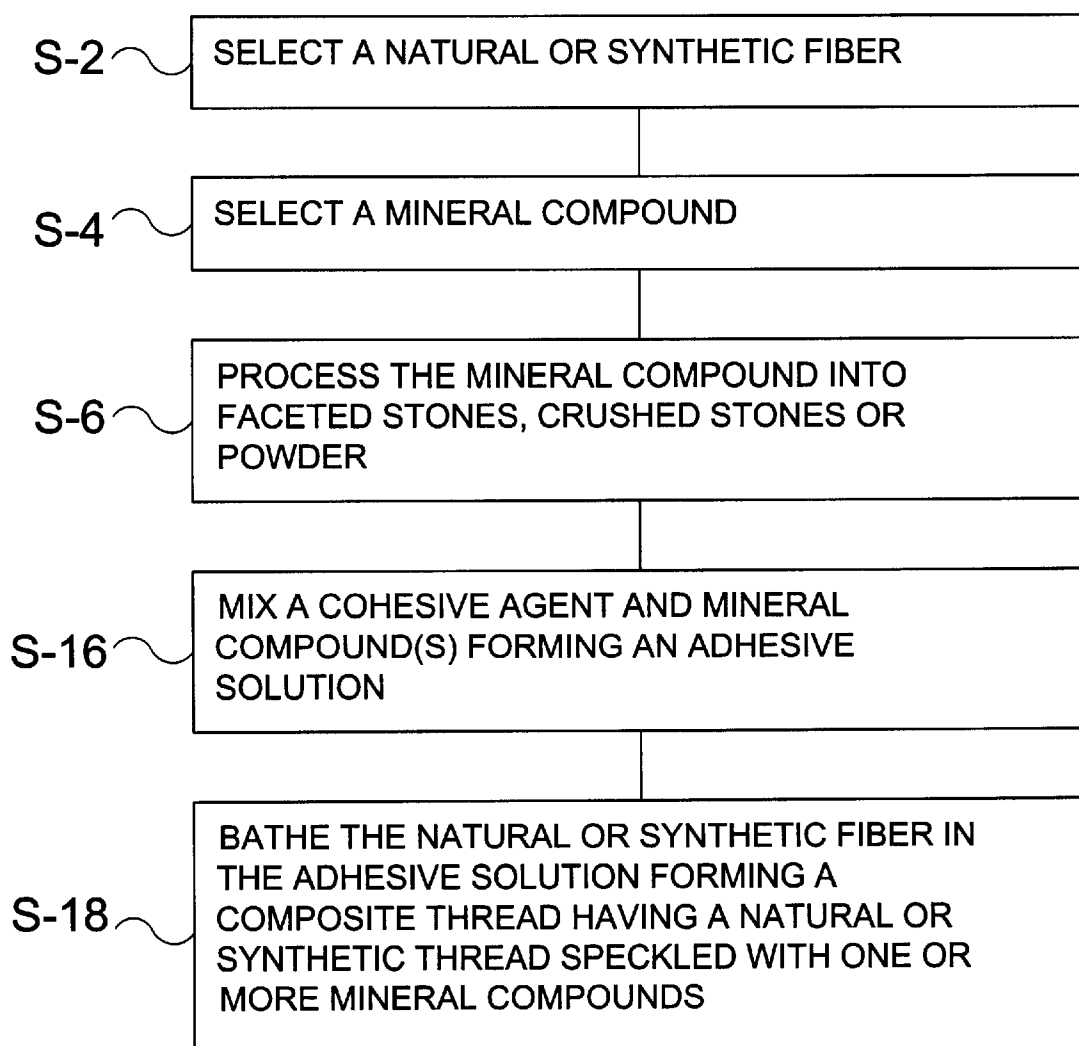 S-2 SELECT A NATURAL OR SYNTHETIC FIBER
S-4 SELECT A MINERAL COMPOUND
PROCESS THE MINERAL COMPOUND INTO
S-6 FACETED STONES, CRUSHED STONES OR
POWDER
MIX A COHESIVE AGENT AND MINERAL
S-16 COMPOUND(S) FORMING AN ADHESIVE
SOLUTION
BATHE THE NATURAL OR SYNTHETIC FIBER IN
THE ADHESIVE SOLUTION FORMING A
S-18 COMPOSITE THREAD HAVING A NATURAL OR
SYNTHETIC THREAD SPECKLED WITH ONE OR
MORE MINERAL COMPOUNDS